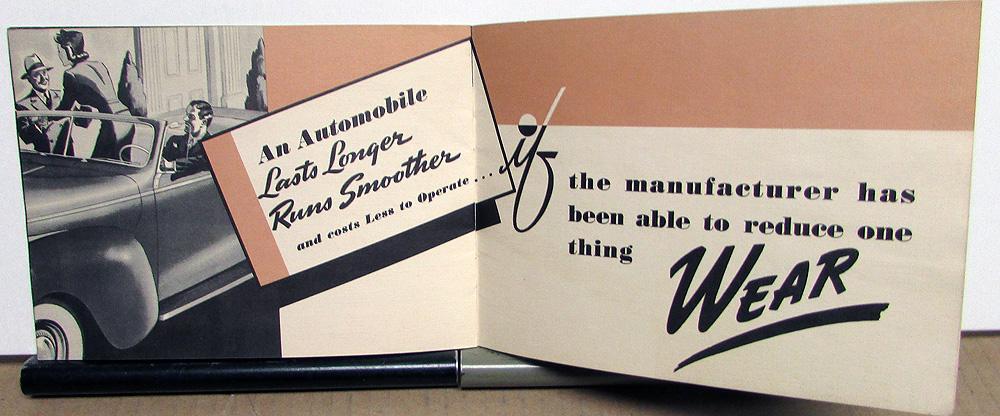 An Automobile
Lasts Longer
Runs Smoother
and costs Less to Operate...
if
the manufacturer has
been able to reduce one
thing
WEAR